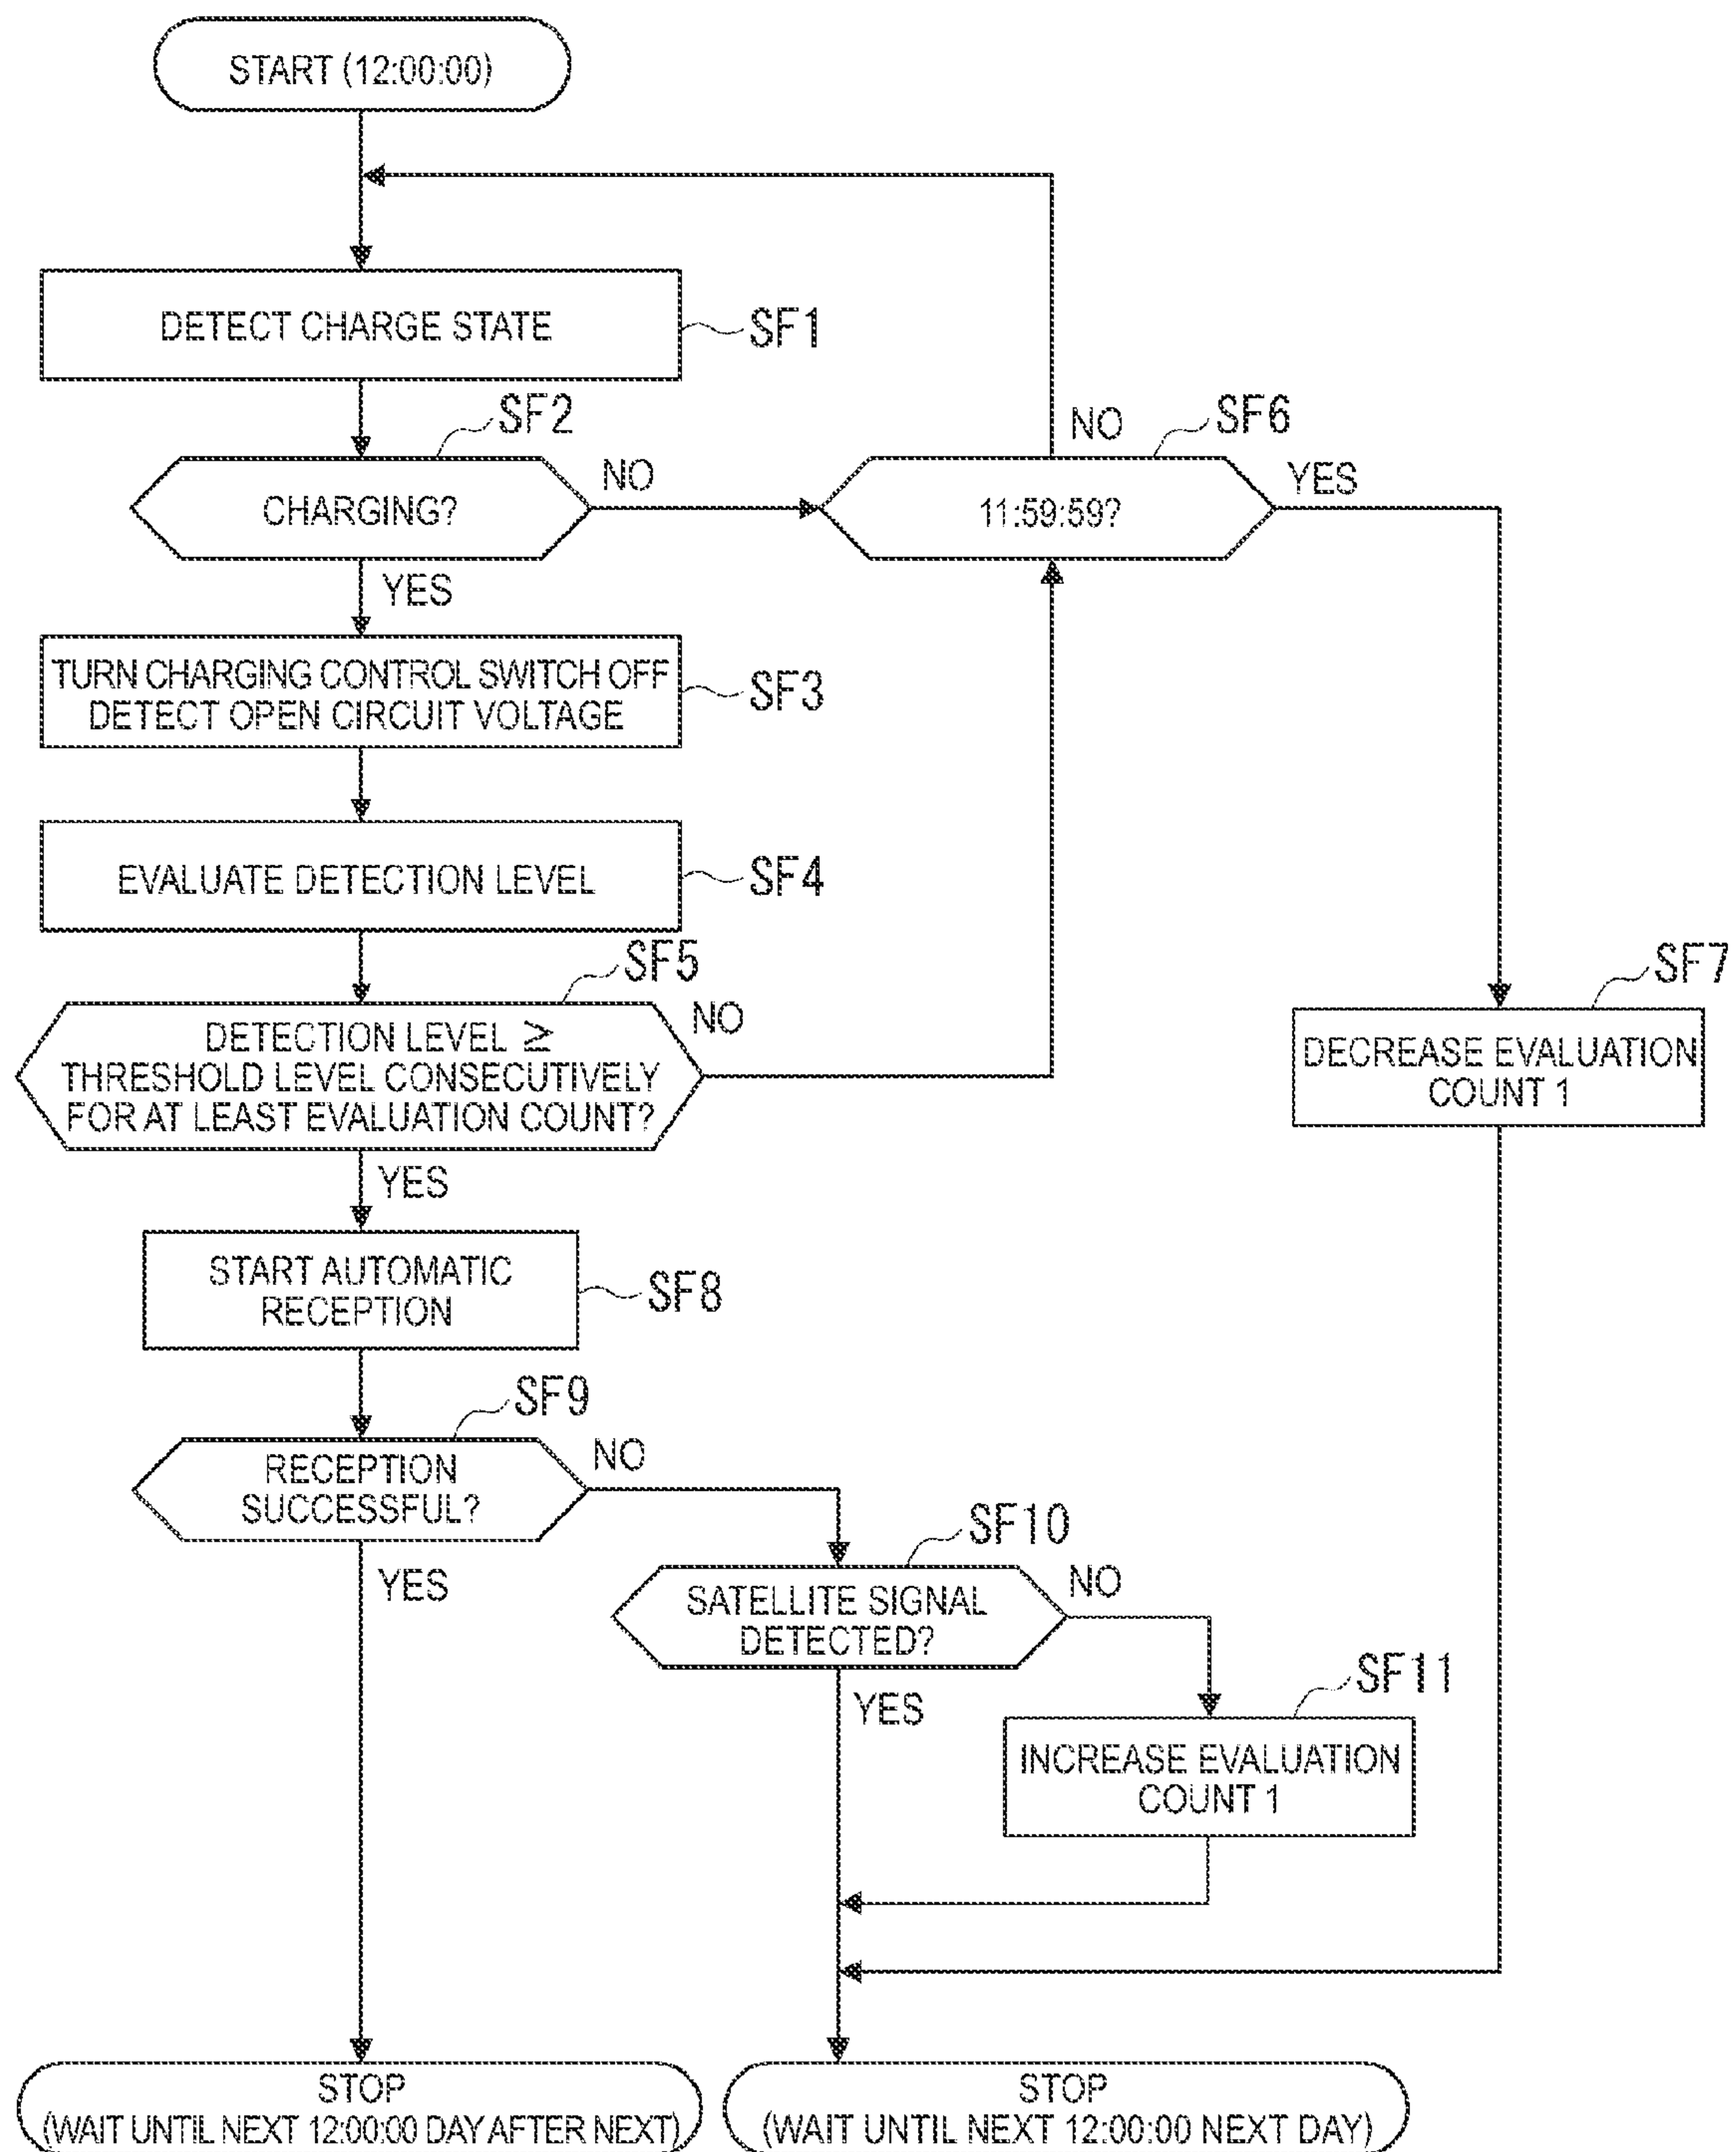 START (12:00:00)
DETECT CHARGE STATE
SF1
SF2
CHARGING?
NO
YES
NO
SF6
11:59:59?
YES
TURN CHARGING CONTROL SWITCH OFF
DETECT OPEN CIRCUIT VOLTAGE
SF3
EVALUATE DETECTION LEVEL
SF4
SF5
DETECTION LEVEL ≧
THRESHOLD LEVEL CONSECUTIVELY
FOR AT LEAST EVALUATION COUNT?
NO
YES
SF7
DECREASE EVALUATION
COUNT 1
START AUTOMATIC
RECEPTION
SF8
SF9
RECEPTION
SUCCESSFUL?
NO
YES
SF10
SATELLITE SIGNAL
DETECTED?
NO
YES
SF11
INCREASE EVALUATION
COUNT 1
STOP
(WAIT UNTIL NEXT 12:00:00 DAY AFTER NEXT)
STOP
(WAIT UNTIL NEXT 12:00:00 NEXT DAY)